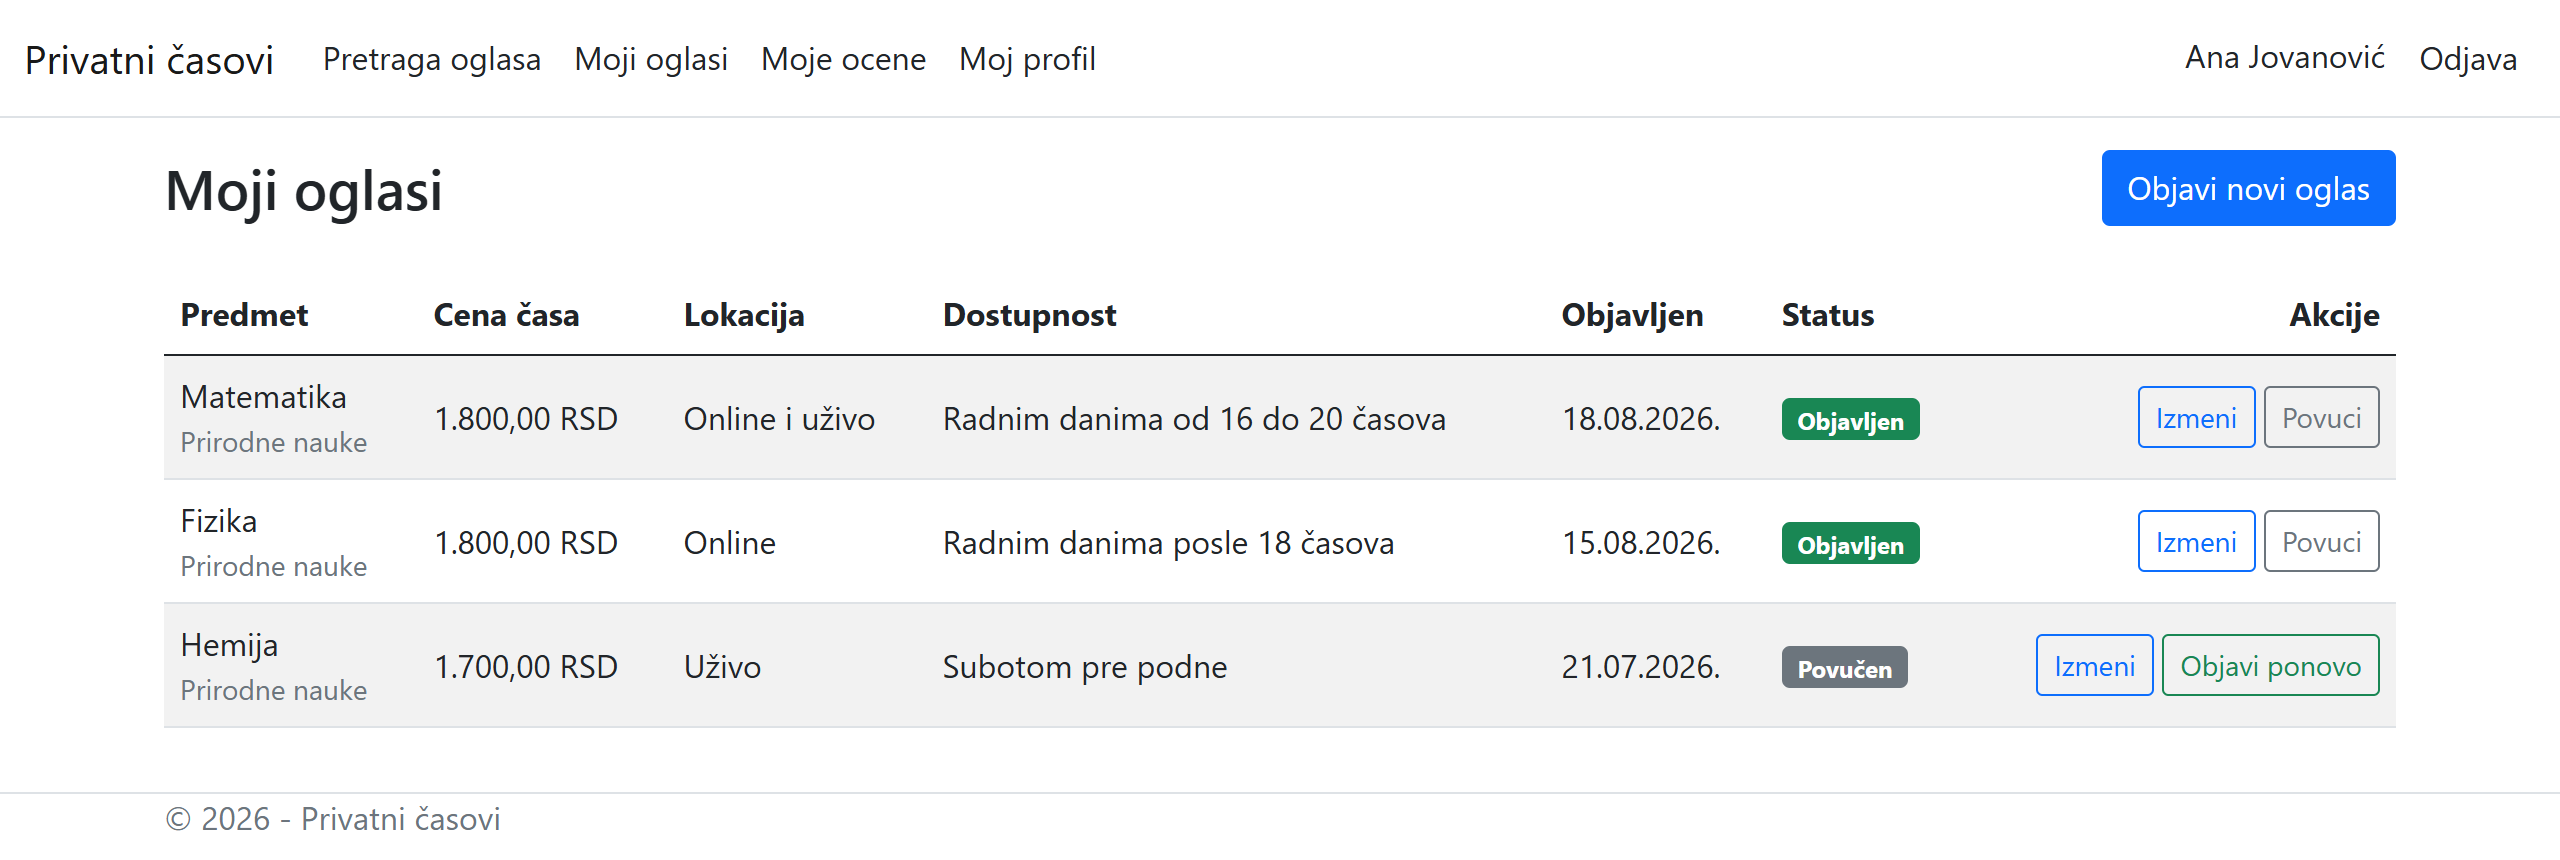 Privatni časovi Pretraga oglasa Moji oglasi Moje ocene Moj profil Ana Jovanović Odjava
Moji oglasi Objavi novi oglas
Predmet Cena časa Lokacija Dostupnost Objavljen Status Akcije
Matematika
Prirodne nauke
1.800,00 RSD Online i uživo Radnim danima od 16 do 20 časova 18.08.2026. Objavljen Izmeni Povuci
Fizika
Prirodne nauke
1.800,00 RSD Online Radnim danima posle 18 časova 15.08.2026. Objavljen Izmeni Povuci
Hemija
Prirodne nauke
1.700,00 RSD Uživo Subotom pre podne 21.07.2026. Povučen Izmeni Objavi ponovo
© 2026 - Privatni časovi